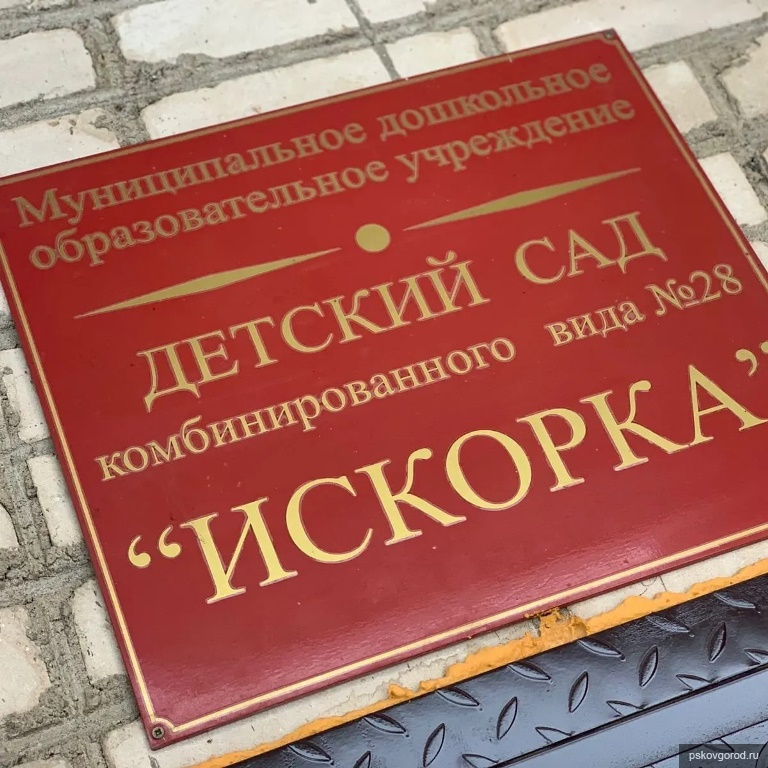 Муниципальное дошкольное
образовательное учреждение
ДЕТСКИЙ САД
комбинированного вида №28
“ИСКОРКА”
pskovgorod.ru